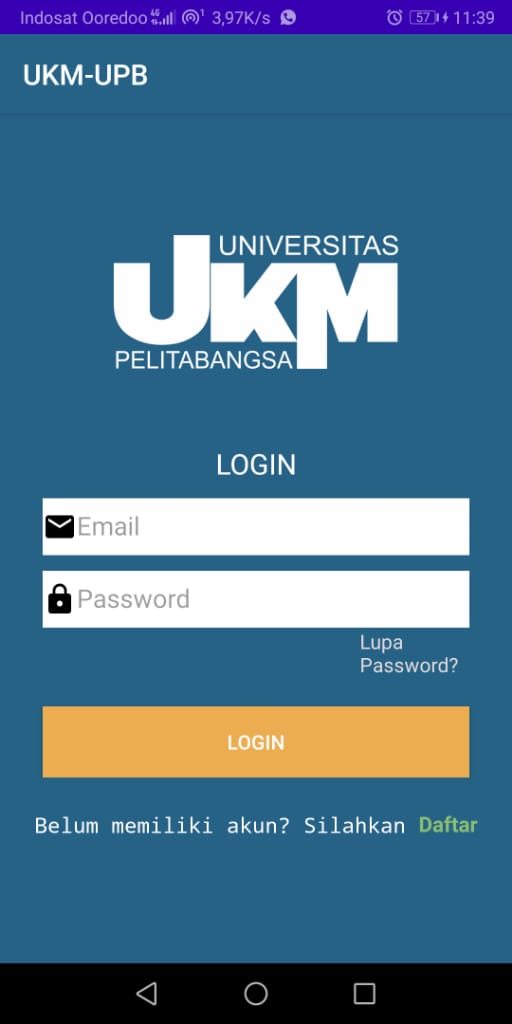 Indosat Ooredoo 4G 1 3,97K/s 57 11:39
UKM-UPB
UNIVERSITAS
UKM
PELITABANGSA
LOGIN
Email
Password
Lupa
Password?
LOGIN
Belum memiliki akun? Silahkan Daftar